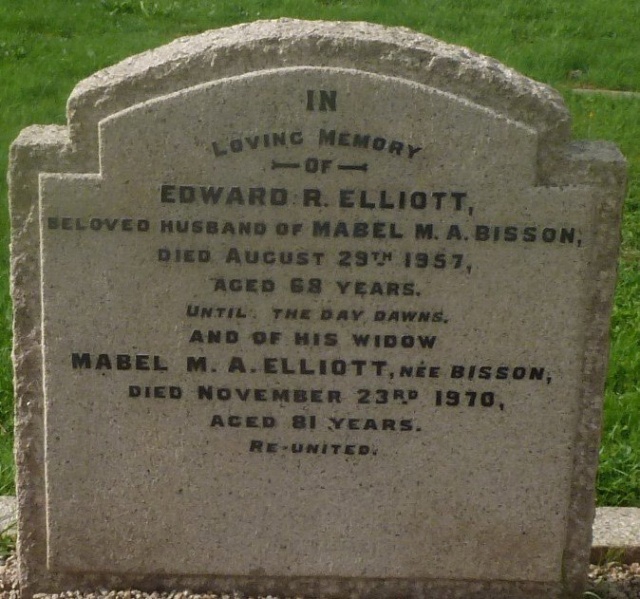 IN
LOVING MEMORY
OF
EDWARD R. ELLIOTT,
BELOVED HUSBAND OF MABEL M. A. BISSON,
DIED AUGUST 29TH 1957,
AGED 68 YEARS.
UNTIL THE DAY DAWNS.
AND OF HIS WIDOW
MABEL M. A. ELLIOTT, NÉE BISSON,
DIED NOVEMBER 23RD 1970,
AGED 81 YEARS.
RE-UNITED.